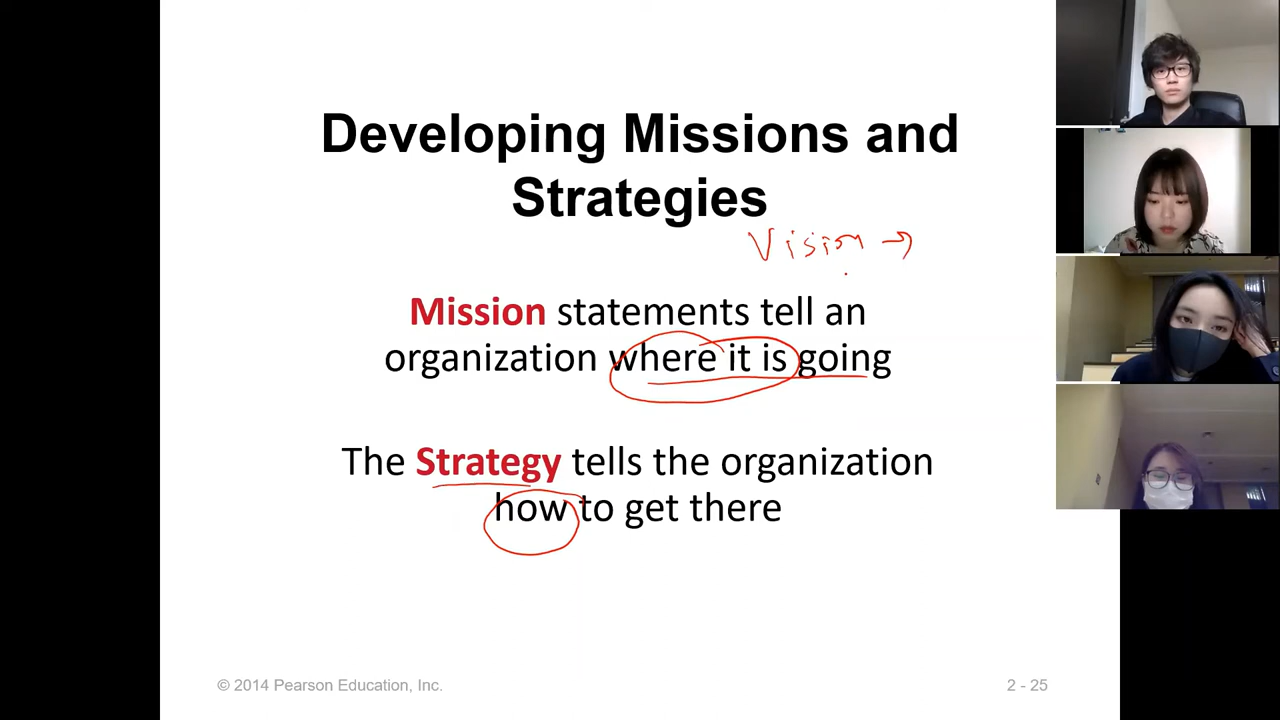 Developing Missions and
Strategies
Vision →
Mission statements tell an
organization where it is going
The Strategy tells the organization
how to get there
© 2014 Pearson Education, Inc.
2 - 25